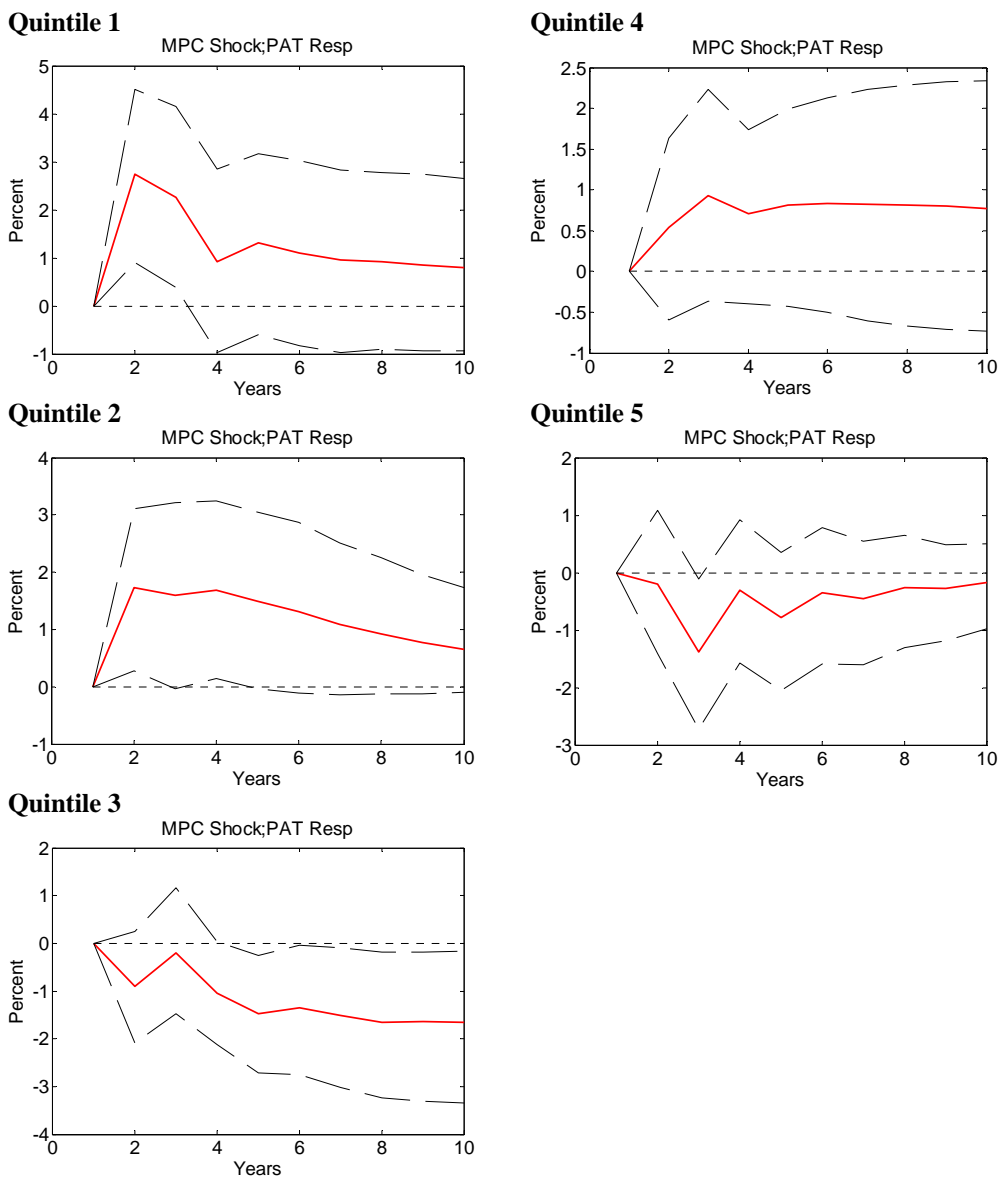 Quintile 1
MPC Shock;PAT Resp
Percent
5
4
3
2
1
0
-1
0 2 4 6 8 10
Years
Quintile 2
MPC Shock;PAT Resp
Percent
4
3
2
1
0
-1
0 2 4 6 8 10
Years
Quintile 3
MPC Shock;PAT Resp
Percent
2
1
0
-1
-2
-3
-4
0 2 4 6 8 10
Years
Quintile 4
MPC Shock;PAT Resp
Percent
2.5
2
1.5
1
0.5
0
-0.5
-1
0 2 4 6 8 10
Years
Quintile 5
MPC Shock;PAT Resp
Percent
2
1
0
-1
-2
-3
0 2 4 6 8 10
Years